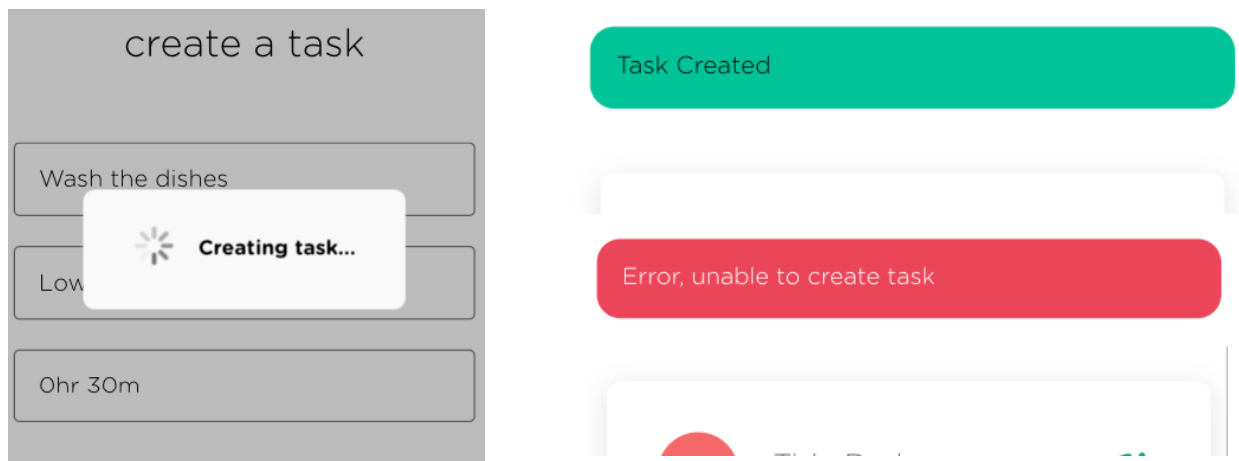 create a task
Wash the dishes
Creating task...
Low
0hr 30m
Task Created
Error, unable to create task